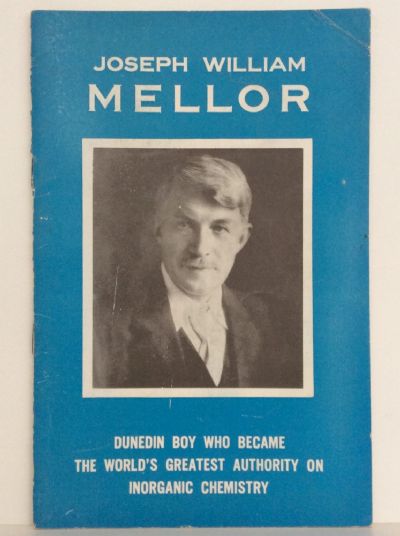 JOSEPH WILLIAM
MELLOR
DUNEDIN BOY WHO BECAME
THE WORLD'S GREATEST AUTHORITY ON
INORGANIC CHEMISTRY